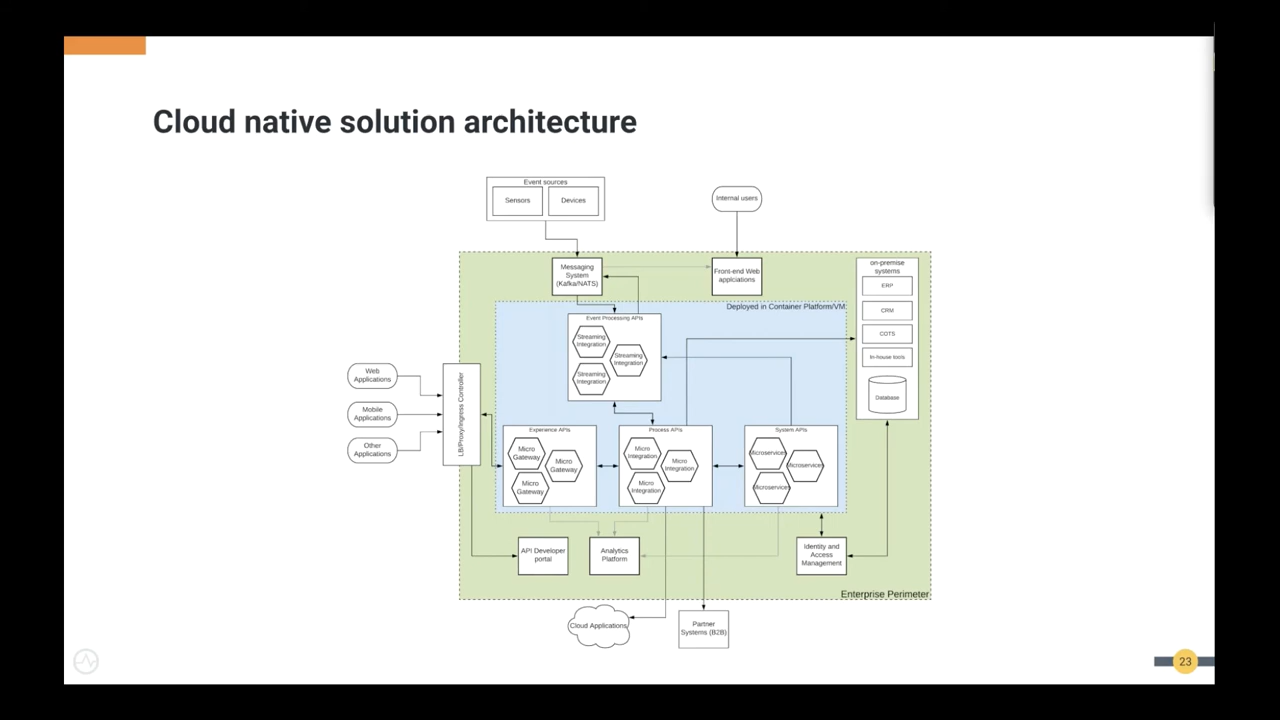 Cloud native solution architecture
Event sources
Sensors
Devices
Internal users
Messaging
System
(Kafka/NATS)
Front-end Web
applciations
on-premise
systems
ERP
CRM
COTS
In-house tools
Database
Deployed in Container Platform/VM
Event Processing APIs
Streaming
Integration
Streaming
Integration
Streaming
Integration
Web
Applications
Mobile
Applications
Other
Applications
LB/Proxy/Ingress Controller
Experience APIs
Micro
Gateway
Micro
Gateway
Micro
Gateway
Process APIs
Micro
Integration
Micro
Integration
Micro
Integration
System APIs
Microservices
Microservices
Microservices
API Developer
portal
Analytics
Platform
Identity and
Access
Management
Enterprise Perimeter
Cloud Applications
Partner
Systems (B2B)
23